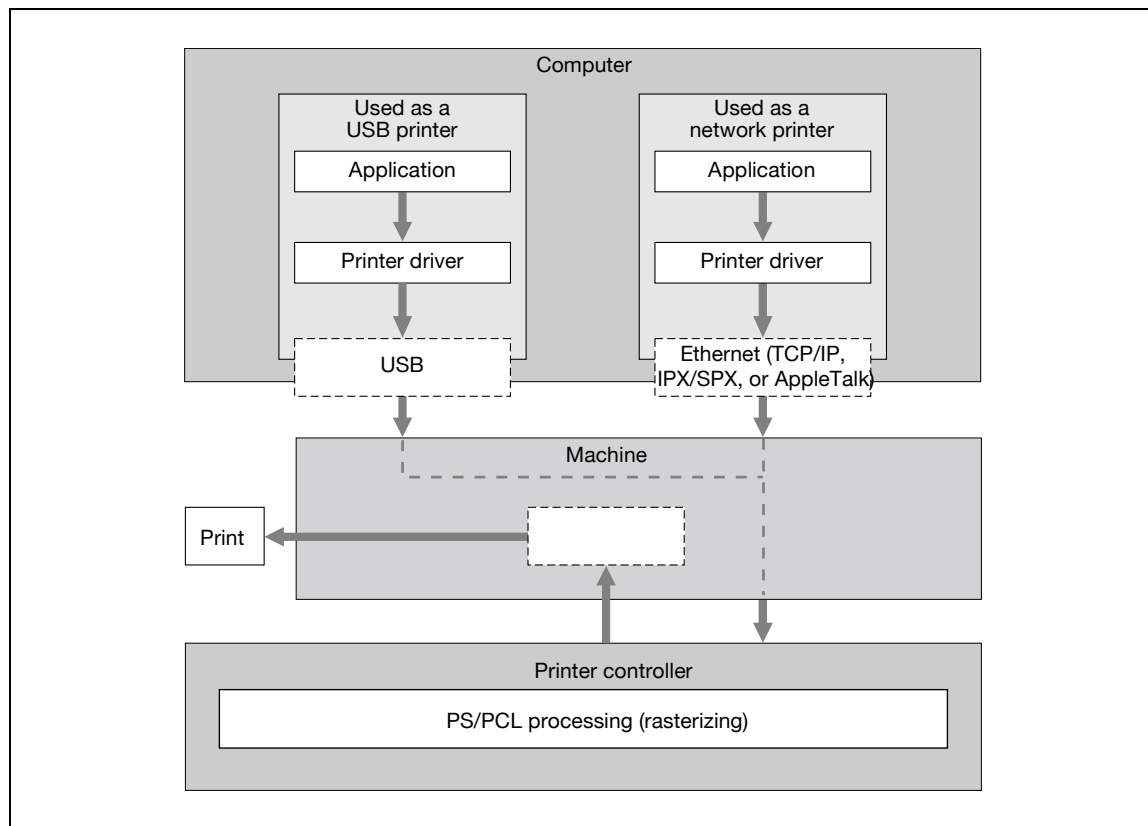 Computer
Used as a
USB printer
Application
Printer driver
USB
Used as a
network printer
Application
Printer driver
Ethernet (TCP/IP,
IPX/SPX, or AppleTalk)
Machine
Print
Printer controller
PS/PCL processing (rasterizing)